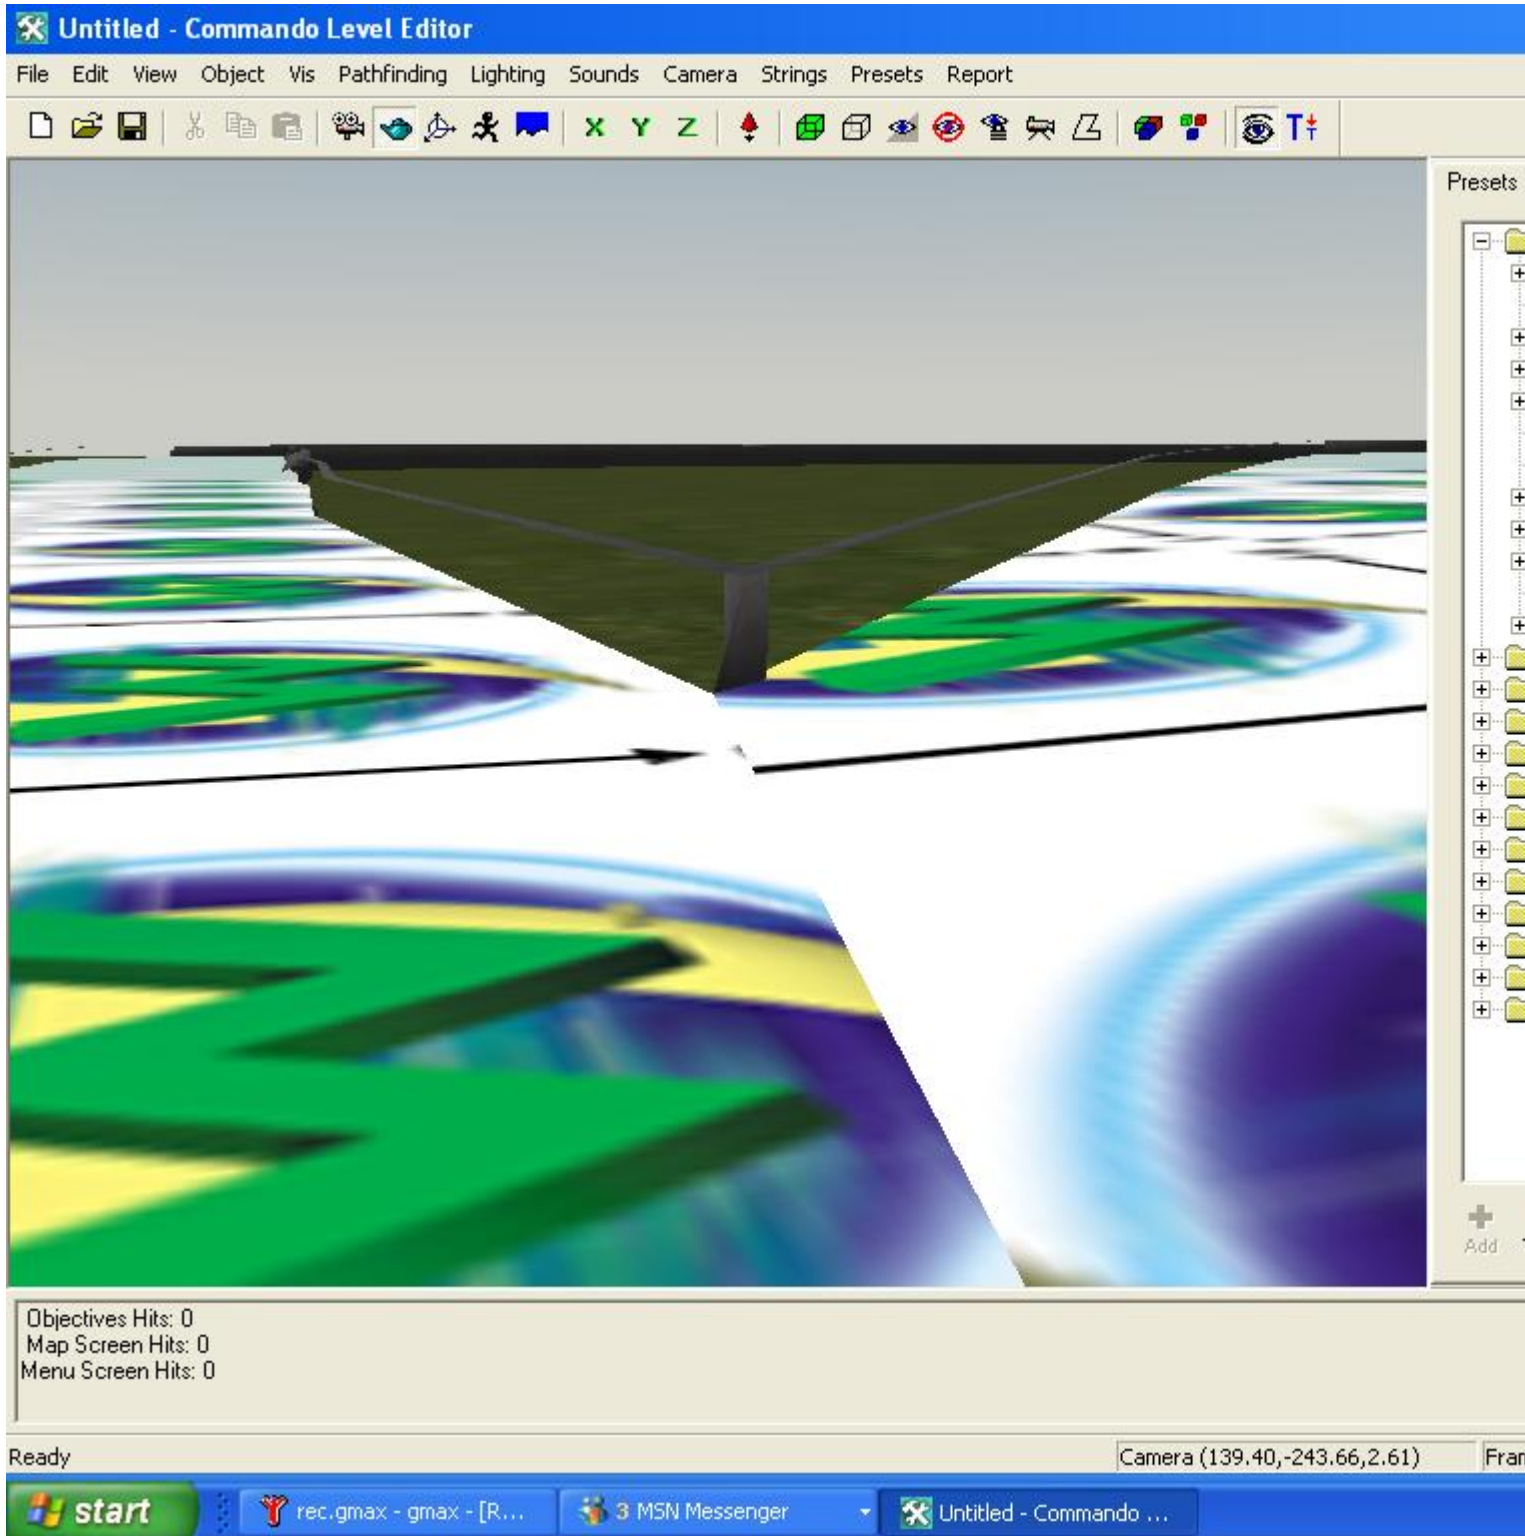 Untitled - Commando Level Editor
File Edit View Object Vis Pathfinding Lighting Sounds Camera Strings Presets Report
X Y Z
Presets
Add
Objectives Hits: 0
Map Screen Hits: 0
Menu Screen Hits: 0
Ready Camera (139.40,-243.66,2.61) Fran
start rec.gmax - gmax - [R... 3 MSN Messenger Untitled - Commando ...